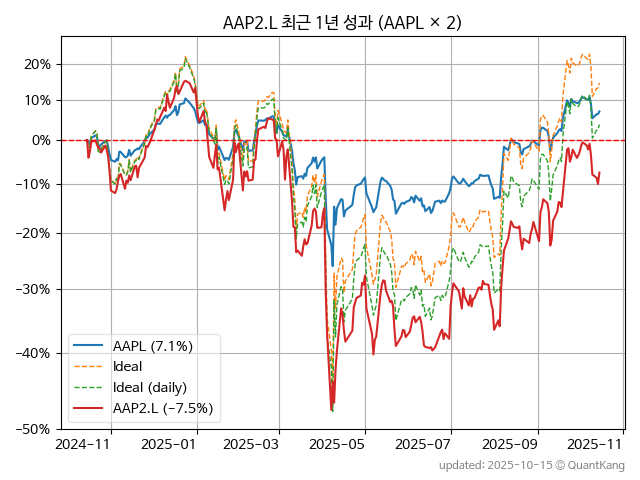 AAP2.L 최근 1년 성과 (AAPL × 2)
20%
10%
0%
−10%
−20%
−30%
−40%
−50%
AAPL (7.1%)
Ideal
Ideal (daily)
AAP2.L (−7.5%)
2024−11
2025−01
2025−03
2025−05
2025−07
2025−09
2025−11
updated: 2025-10-15 © QuantKang